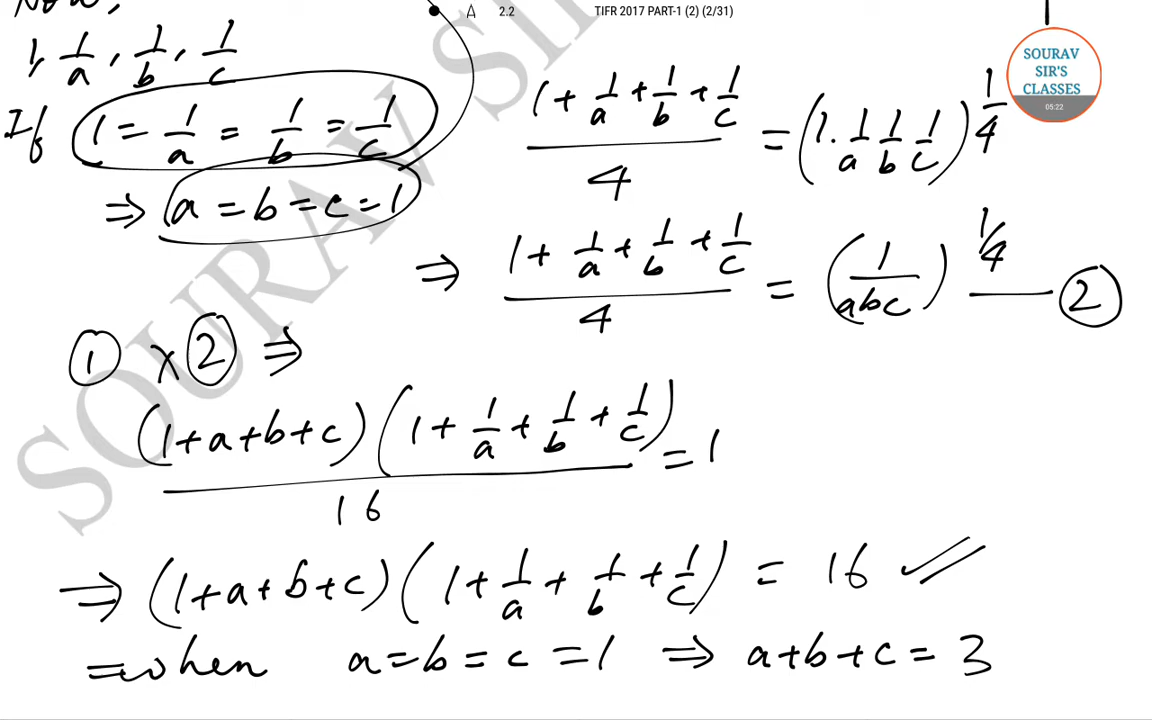 Now,
A 2.2 TIFR 2017 PART-1 (2) (2/31)
SOURAV SIR'S CLASSES
05:22
1, 1/a, 1/b, 1/c
If 1 = 1/a = 1/b = 1/c
⇒ a = b = c = 1
(1 + 1/a + 1/b + 1/c)/4 = (1 · 1/a 1/b 1/c)^(1/4)
⇒ (1 + 1/a + 1/b + 1/c)/4 = (1/abc)^(1/4) — ②
① × ② ⇒
(1+a+b+c)(1 + 1/a + 1/b + 1/c)/16 = 1
⇒ (1+a+b+c)(1 + 1/a + 1/b + 1/c) = 16
= when a = b = c = 1 ⇒ a+b+c = 3